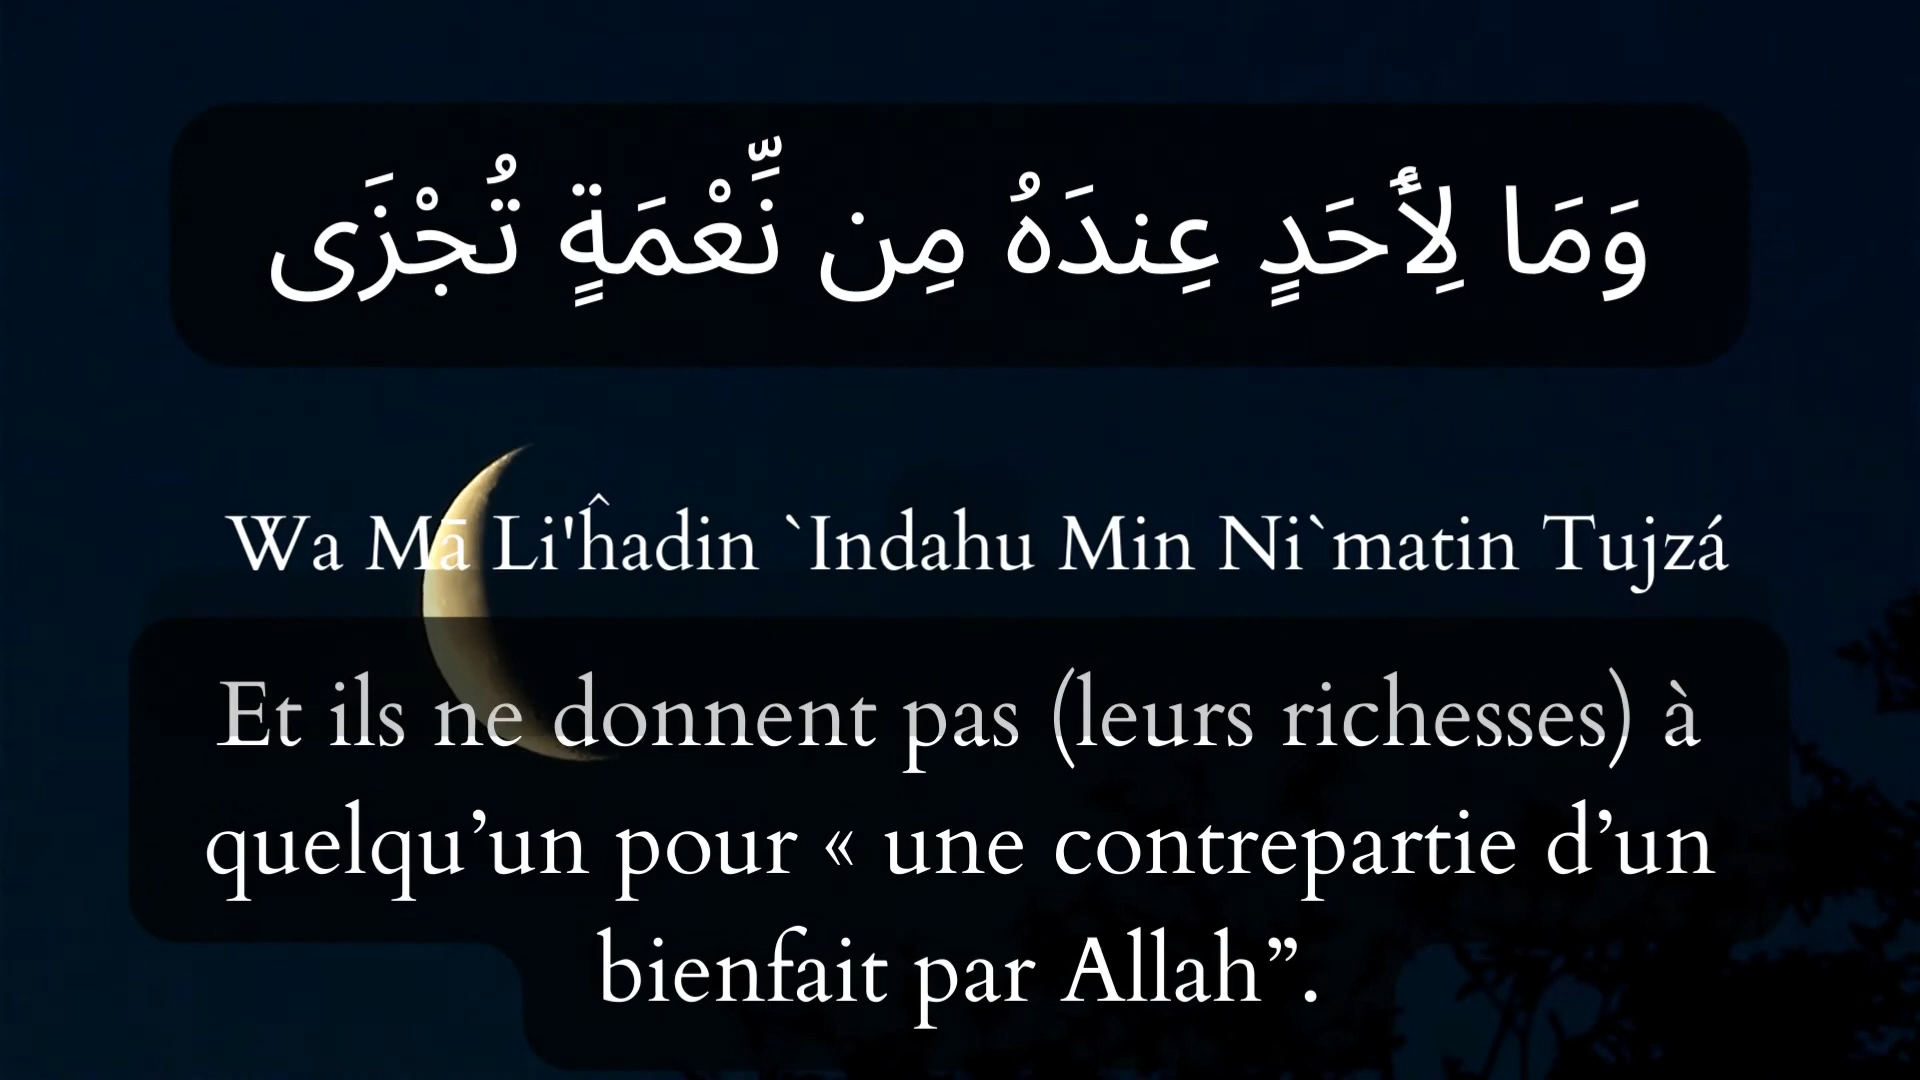 وَمَا لِأَحَدٍ عِندَهُ مِن نِّعْمَةٍ تُجْزَى
Wa Mā Li'ĥadin `Indahu Min Ni`matin Tujzá
Et ils ne donnent pas (leurs richesses) à
quelqu’un pour « une contrepartie d’un
bienfait par Allah”.